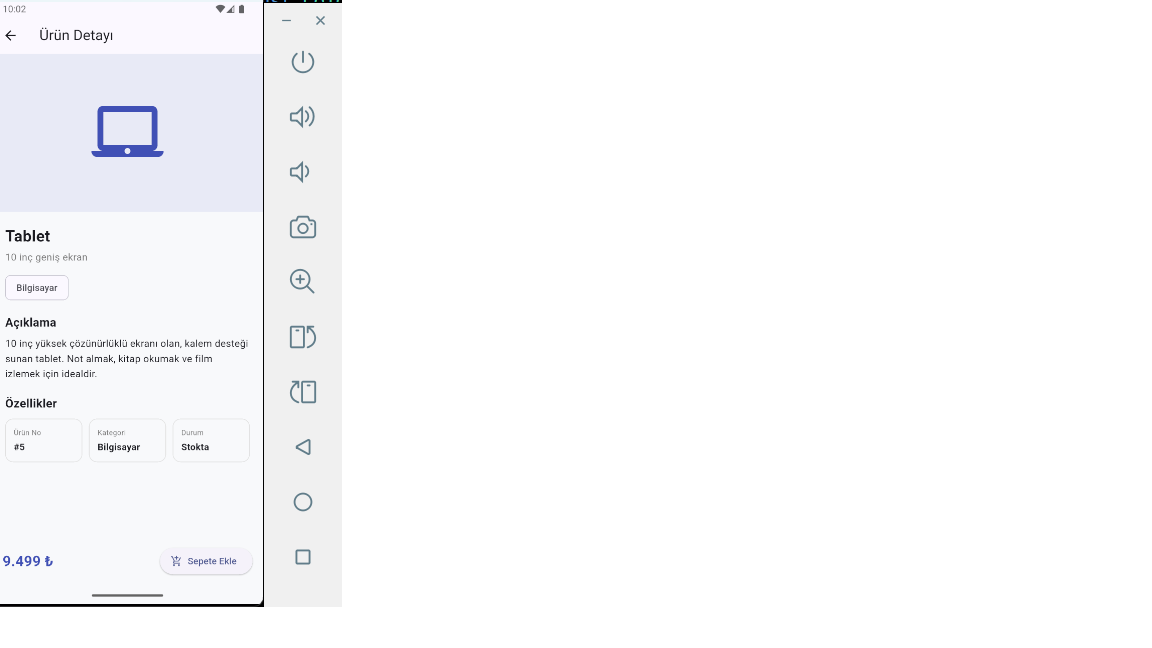 10:02
Ürün Detayı
Tablet
10 inç geniş ekran
Bilgisayar
Açıklama
10 inç yüksek çözünürlüklü ekranı olan, kalem desteği
sunan tablet. Not almak, kitap okumak ve film
izlemek için idealdir.
Özellikler
Ürün No
#5
Kategori
Bilgisayar
Durum
Stokta
9.499 ₺
Sepete Ekle